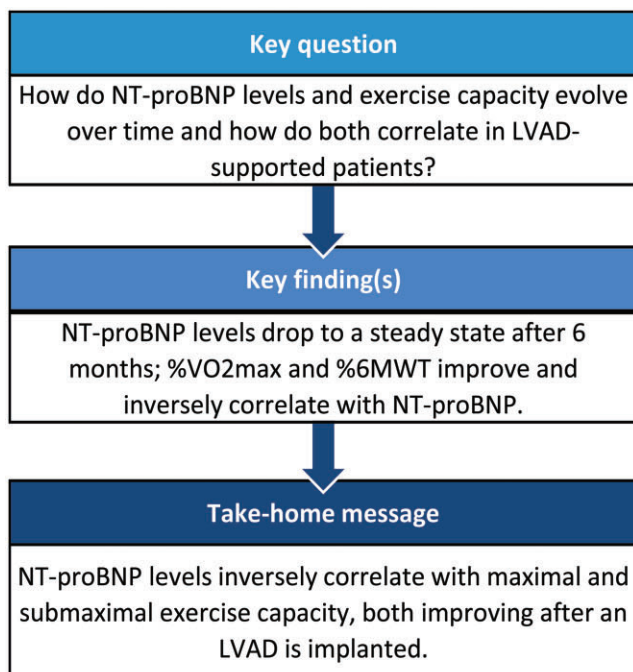 Key question
How do NT-proBNP levels and exercise capacity evolve
over time and how do both correlate in LVAD-
supported patients?
Key finding(s)
NT-proBNP levels drop to a steady state after 6
months; %VO2max and %6MWT improve and
inversely correlate with NT-proBNP.
Take-home message
NT-proBNP levels inversely correlate with maximal and
submaximal exercise capacity, both improving after an
LVAD is implanted.